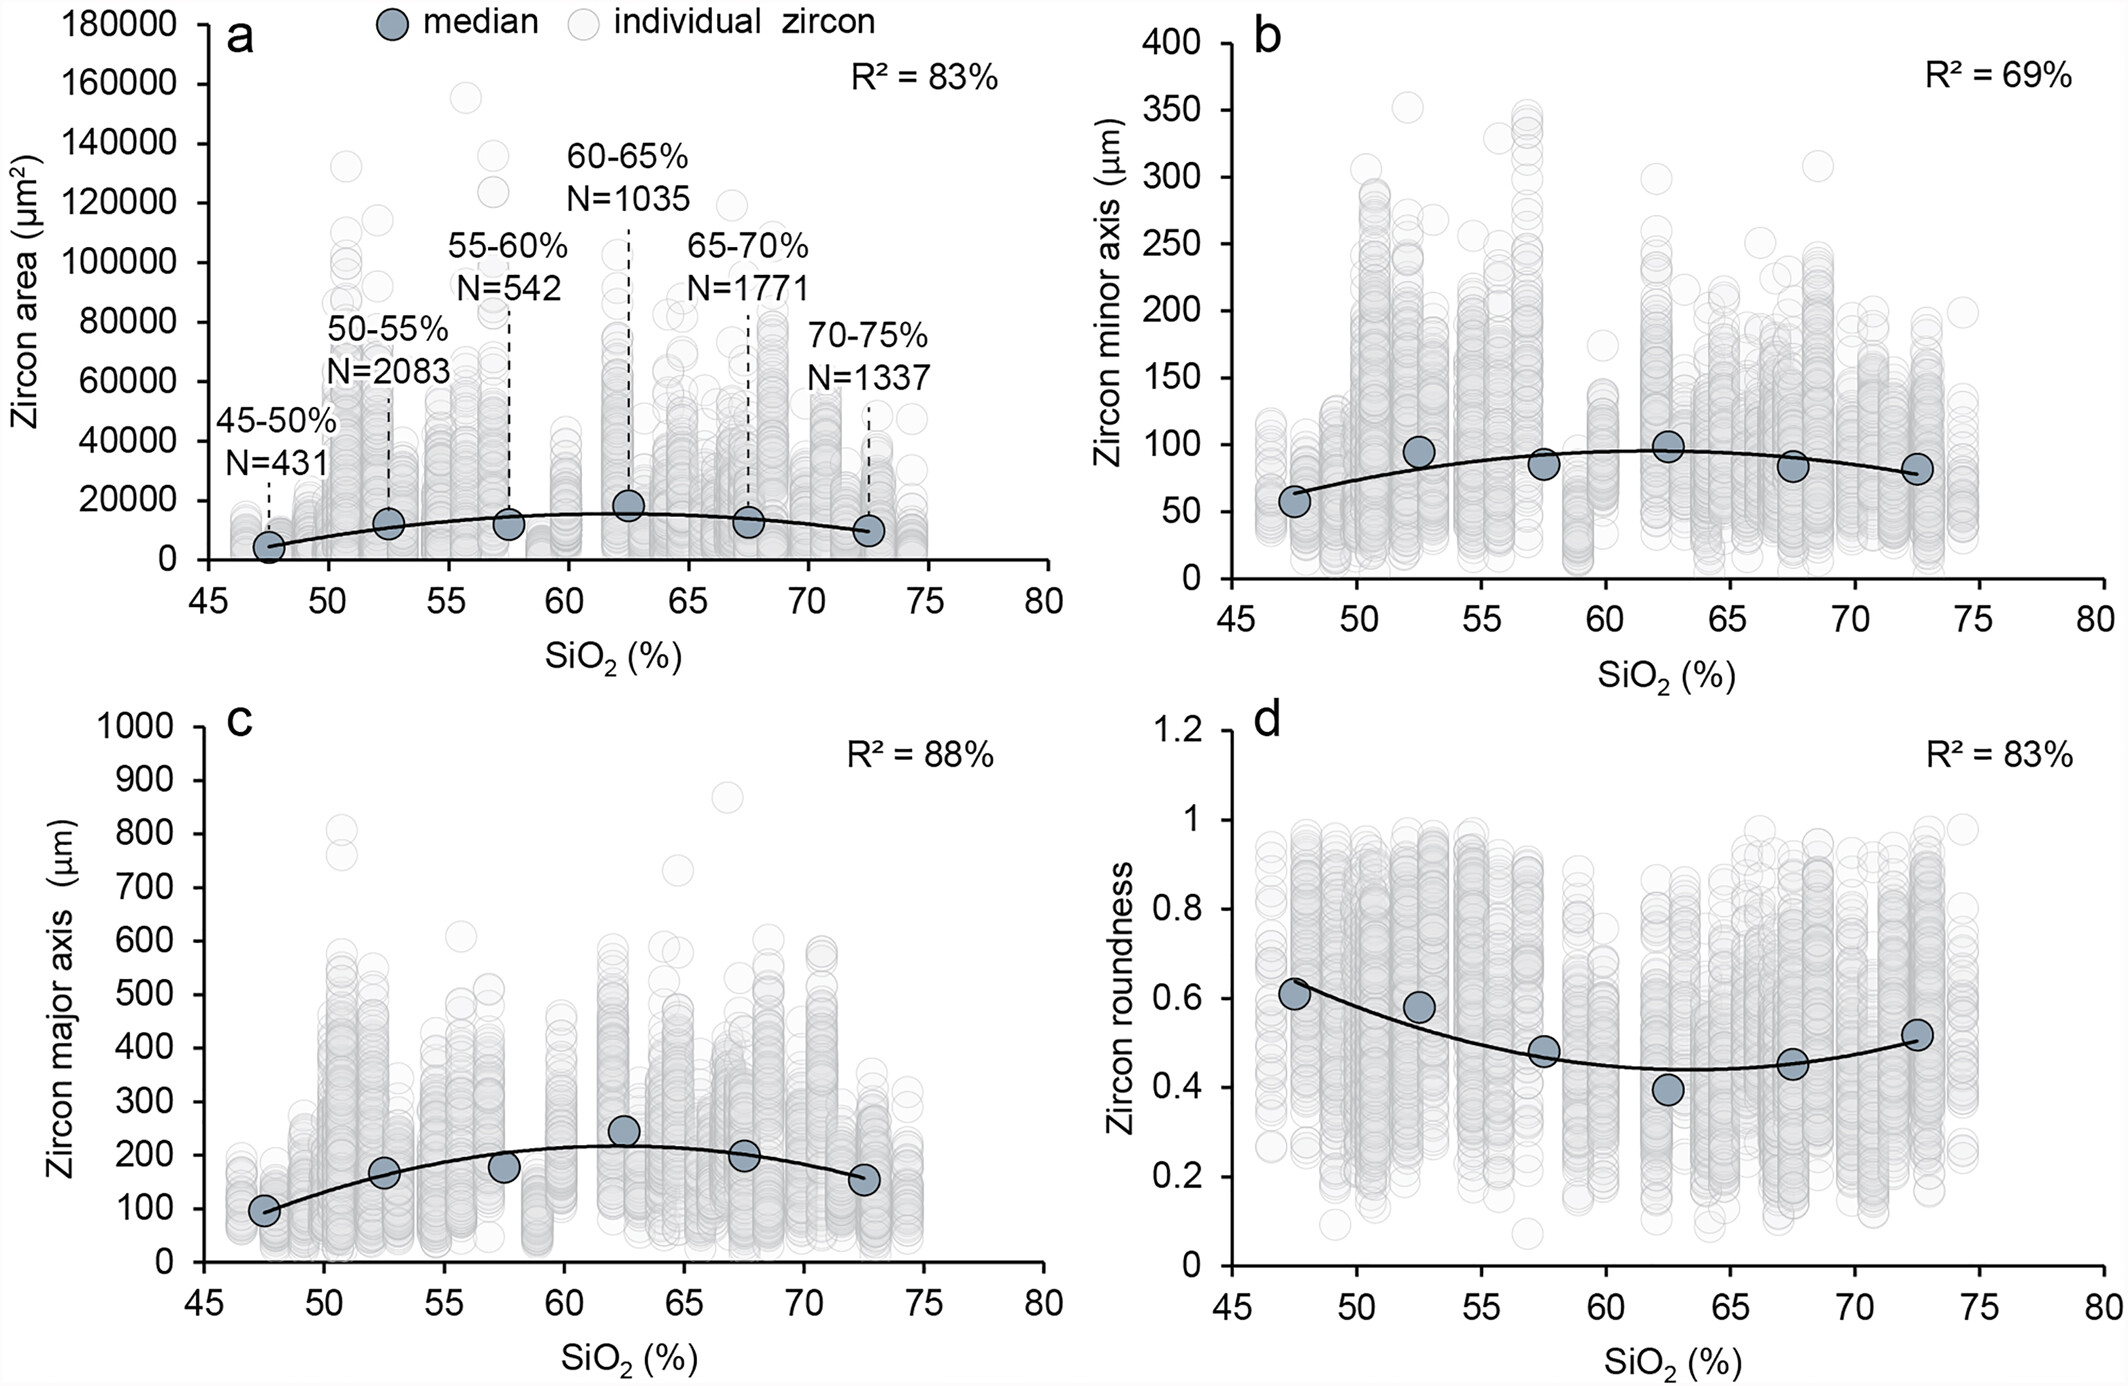 a
median individual zircon
R² = 83%
180000
160000
140000
120000
100000
80000
60000
40000
20000
0
Zircon area (µm²)
45-50%
N=431
50-55%
N=2083
55-60%
N=542
60-65%
N=1035
65-70%
N=1771
70-75%
N=1337
45 50 55 60 65 70 75 80
SiO₂ (%)
b
R² = 69%
400
350
300
250
200
150
100
50
0
Zircon minor axis (µm)
45 50 55 60 65 70 75 80
SiO₂ (%)
c
R² = 88%
1000
900
800
700
600
500
400
300
200
100
0
Zircon major axis (µm)
45 50 55 60 65 70 75 80
SiO₂ (%)
d
R² = 83%
1.2
1
0.8
0.6
0.4
0.2
0
Zircon roundness
45 50 55 60 65 70 75 80
SiO₂ (%)